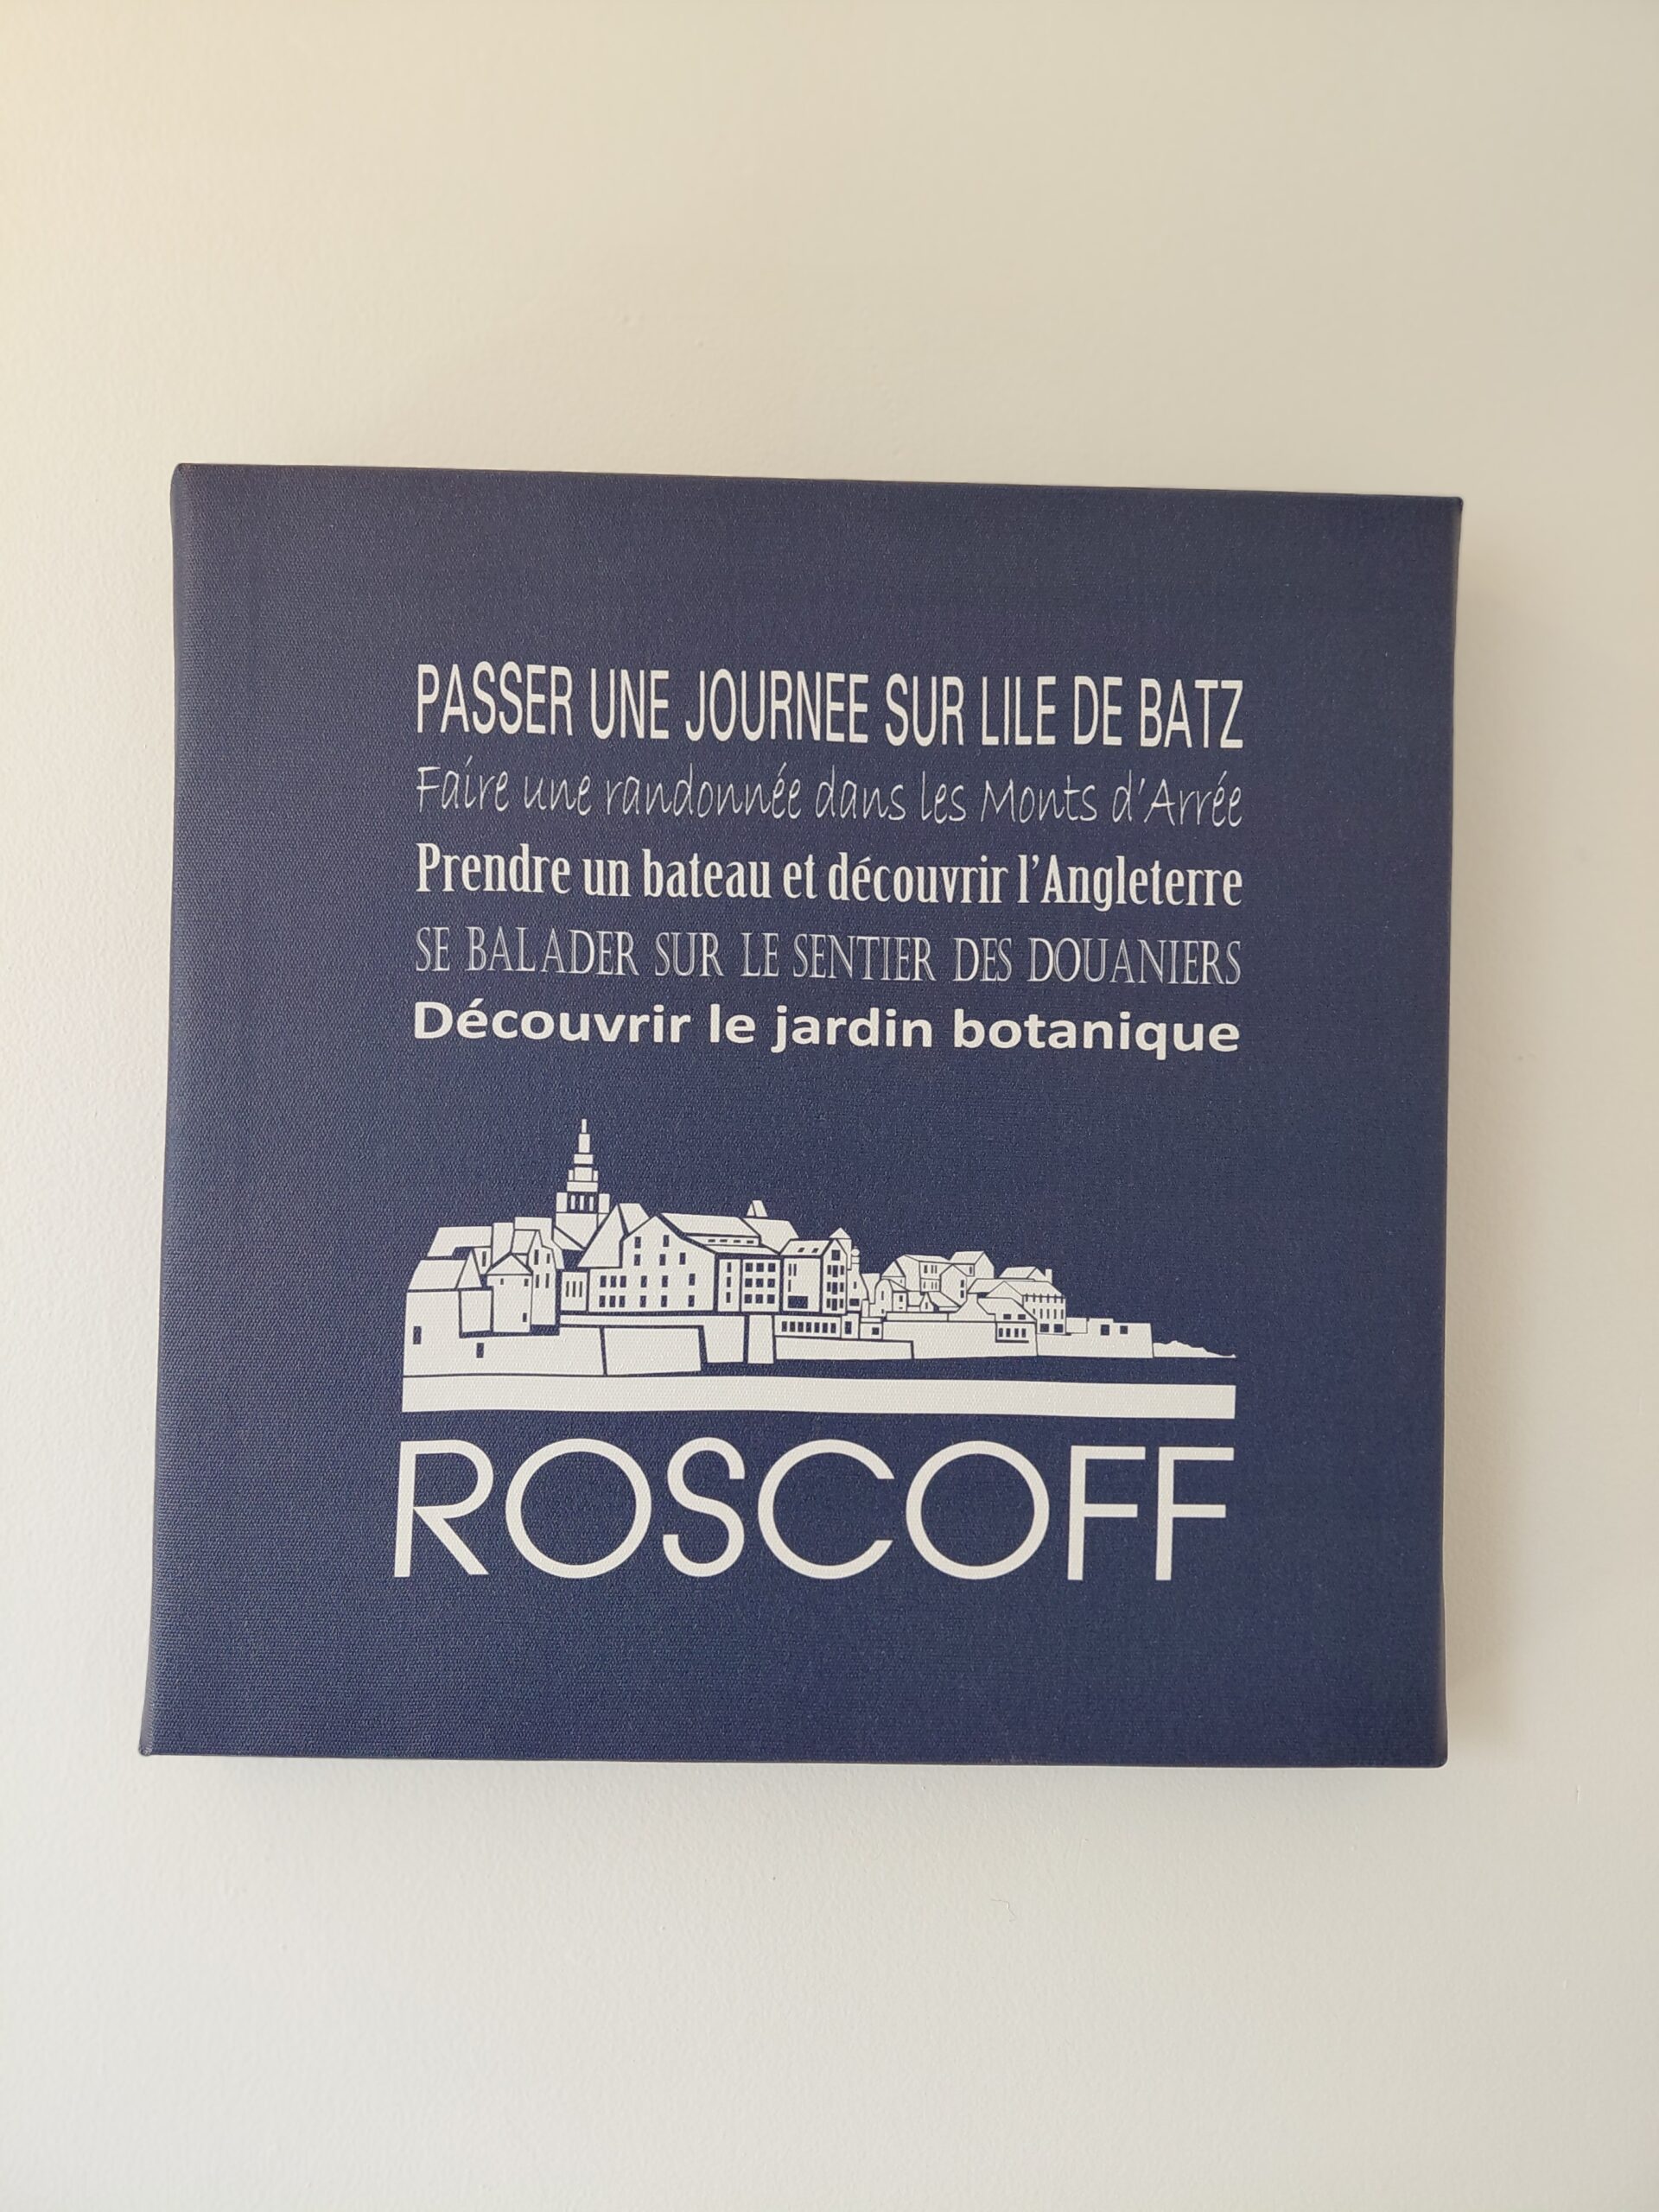 PASSER UNE JOURNEE SUR LILE DE BATZ
Faire une randonnée dans les Monts d'Arrée
Prendre un bateau et découvrir l'Angleterre
SE BALADER SUR LE SENTIER DES DOUANIERS
Découvrir le jardin botanique
ROSCOFF